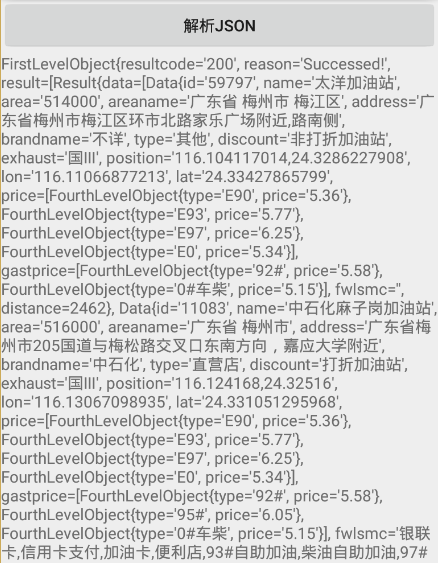 解析JSON
FirstLevelObject{resultcode='200', reason='Successed!',
result=[Result{data=[Data{id='59797', name='太洋加油站',
area='514000', areaname='广东省 梅州市 梅江区', address='广
东省梅州市梅江区环市北路家乐广场附近,路南侧',
brandname='不详', type='其他', discount='非打折加油站',
exhaust='国III', position='116.104117014,24.3286227908',
lon='116.11066877213', lat='24.33427865799',
price=[FourthLevelObject{type='E90', price='5.36'},
FourthLevelObject{type='E93', price='5.77'},
FourthLevelObject{type='E97', price='6.25'},
FourthLevelObject{type='E0', price='5.34'}],
gastprice=[FourthLevelObject{type='92#', price='5.58'},
FourthLevelObject{type='0#车柴', price='5.15'}], fwlsmc='',
distance=2462}, Data{id='11083', name='中石化麻子岗加油站',
area='516000', areaname='广东省 梅州市', address='广东省梅
州市205国道与梅松路交叉口东南方向，嘉应大学附近',
brandname='中石化', type='直营店', discount='打折加油站',
exhaust='国III', position='116.124168,24.32516',
lon='116.13067098935', lat='24.331051295968',
price=[FourthLevelObject{type='E90', price='5.36'},
FourthLevelObject{type='E93', price='5.77'},
FourthLevelObject{type='E97', price='6.25'},
FourthLevelObject{type='E0', price='5.34'}],
gastprice=[FourthLevelObject{type='92#', price='5.58'},
FourthLevelObject{type='95#', price='6.05'},
FourthLevelObject{type='0#车柴', price='5.15'}], fwlsmc='银联
卡,信用卡支付,加油卡,便利店,93#自助加油,柴油自助加油,97#